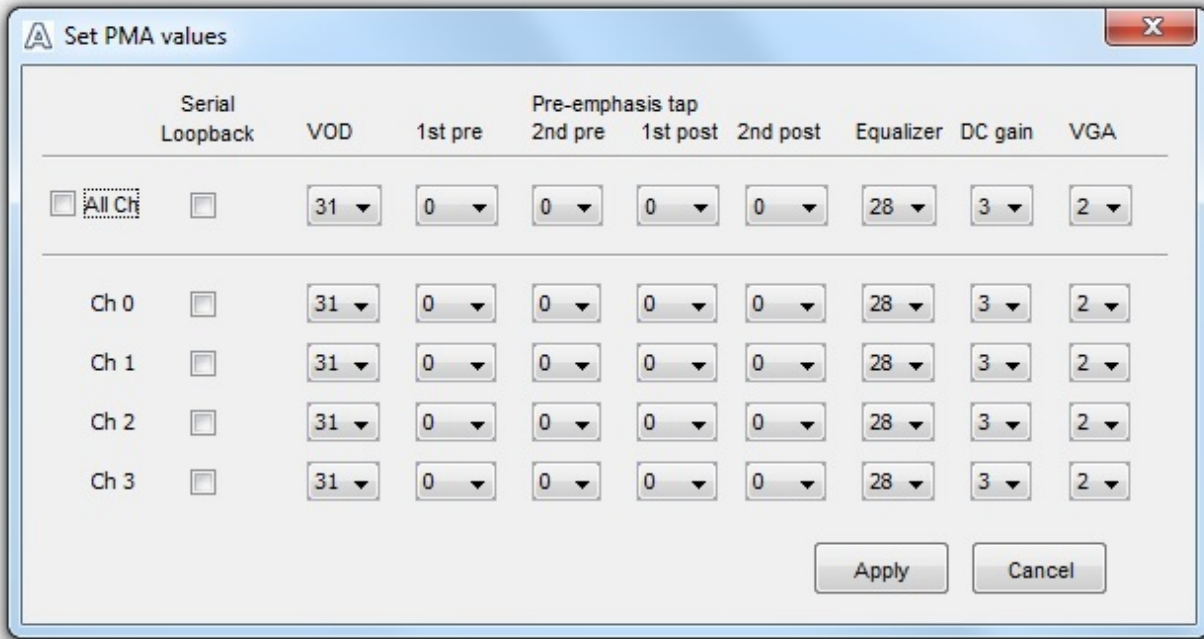 Set PMA values
Serial Pre-emphasis tap
Loopback VOD 1st pre 2nd pre 1st post 2nd post Equalizer DC gain VGA
All Ch 31 0 0 0 0 28 3 2
Ch 0 31 0 0 0 0 28 3 2
Ch 1 31 0 0 0 0 28 3 2
Ch 2 31 0 0 0 0 28 3 2
Ch 3 31 0 0 0 0 28 3 2
Apply Cancel